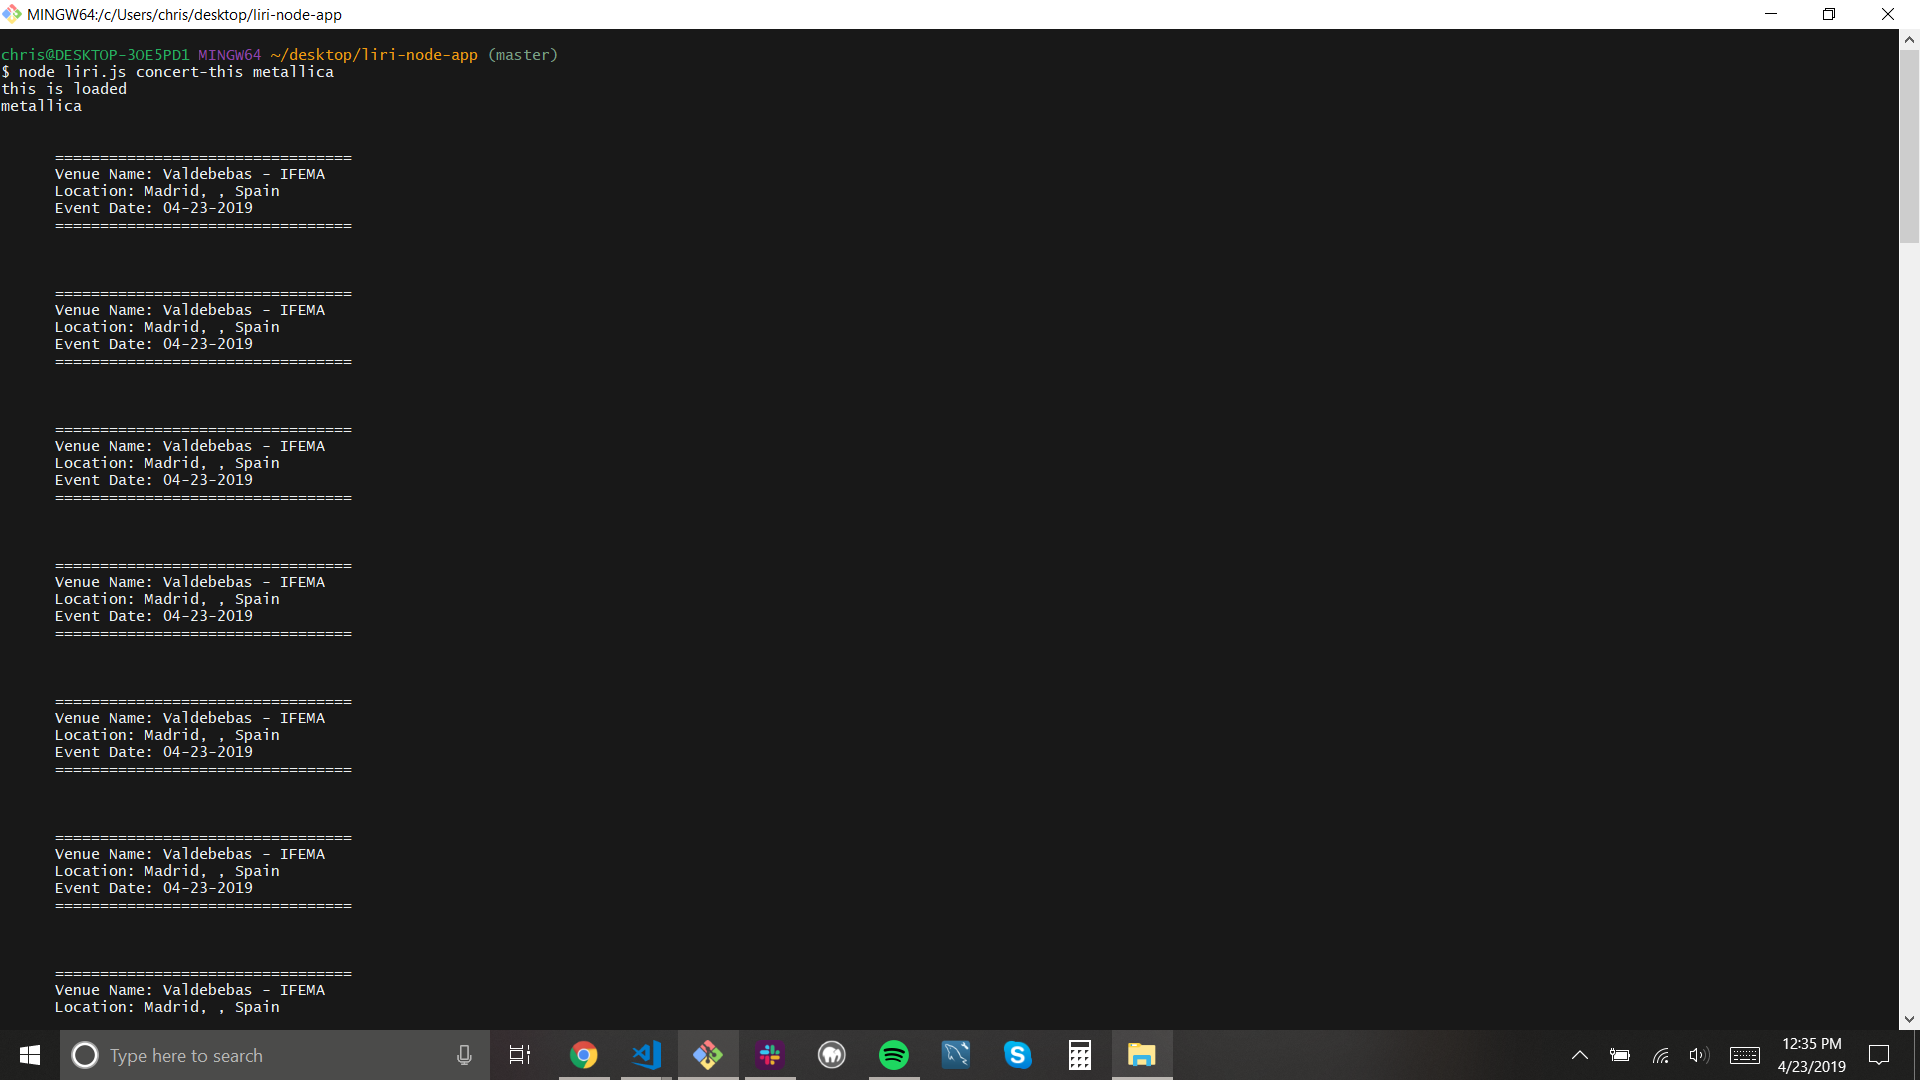 MINGW64:/c/Users/chris/desktop/liri-node-app
chris@DESKTOP-3OE5PD1 MINGW64 ~/desktop/liri-node-app (master)
$ node liri.js concert-this metallica
this is loaded
metallica
=================================
Venue Name: Valdebebas - IFEMA
Location: Madrid, , Spain
Event Date: 04-23-2019
=================================
=================================
Venue Name: Valdebebas - IFEMA
Location: Madrid, , Spain
Event Date: 04-23-2019
=================================
=================================
Venue Name: Valdebebas - IFEMA
Location: Madrid, , Spain
Event Date: 04-23-2019
=================================
=================================
Venue Name: Valdebebas - IFEMA
Location: Madrid, , Spain
Event Date: 04-23-2019
=================================
=================================
Venue Name: Valdebebas - IFEMA
Location: Madrid, , Spain
Event Date: 04-23-2019
=================================
=================================
Venue Name: Valdebebas - IFEMA
Location: Madrid, , Spain
Event Date: 04-23-2019
=================================
=================================
Venue Name: Valdebebas - IFEMA
Location: Madrid, , Spain
Type here to search
12:35 PM
4/23/2019